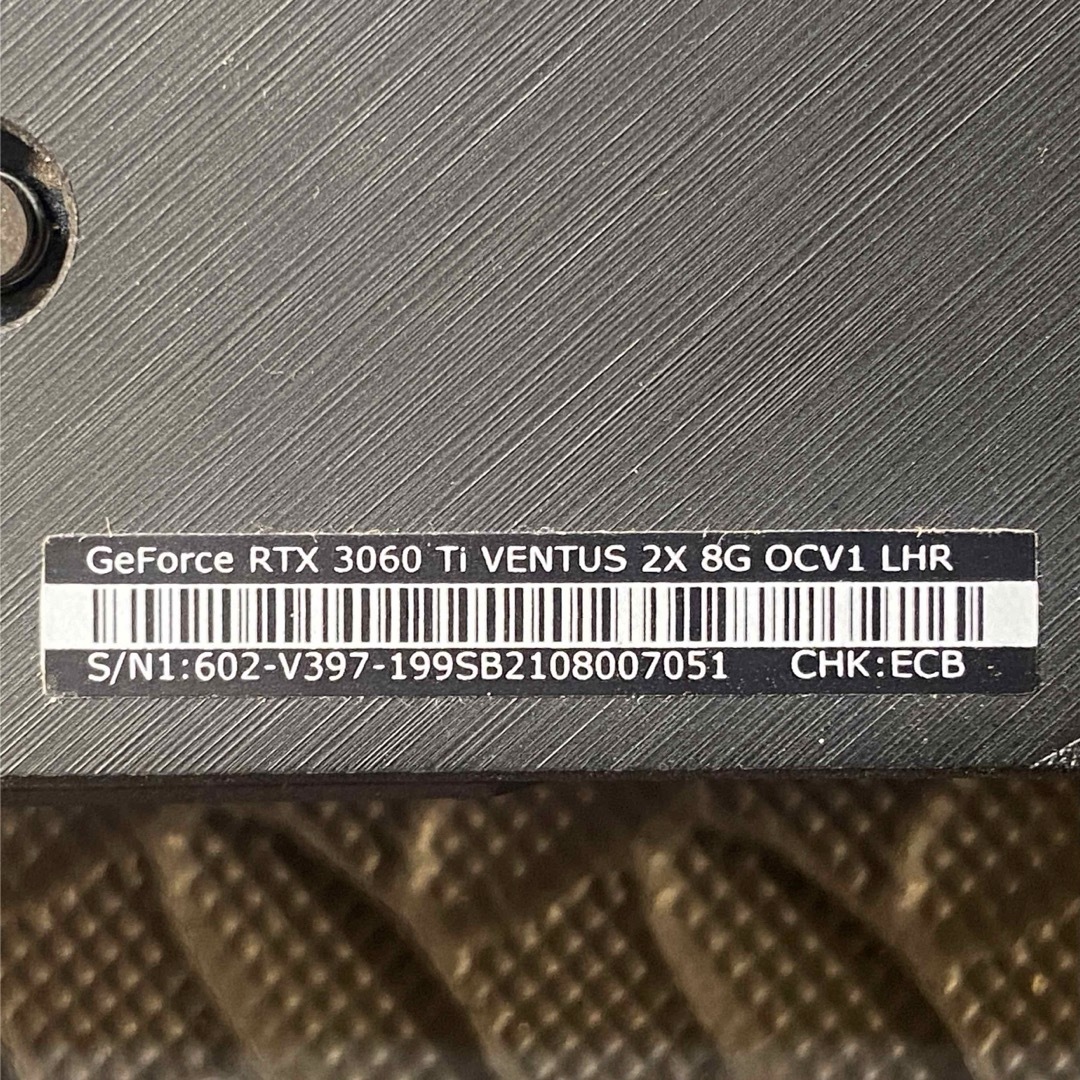 GeForce RTX 3060 Ti VENTUS 2X 8G OCV1 LHR
S/N1:602-V397-199SB2108007051 CHK:ECB